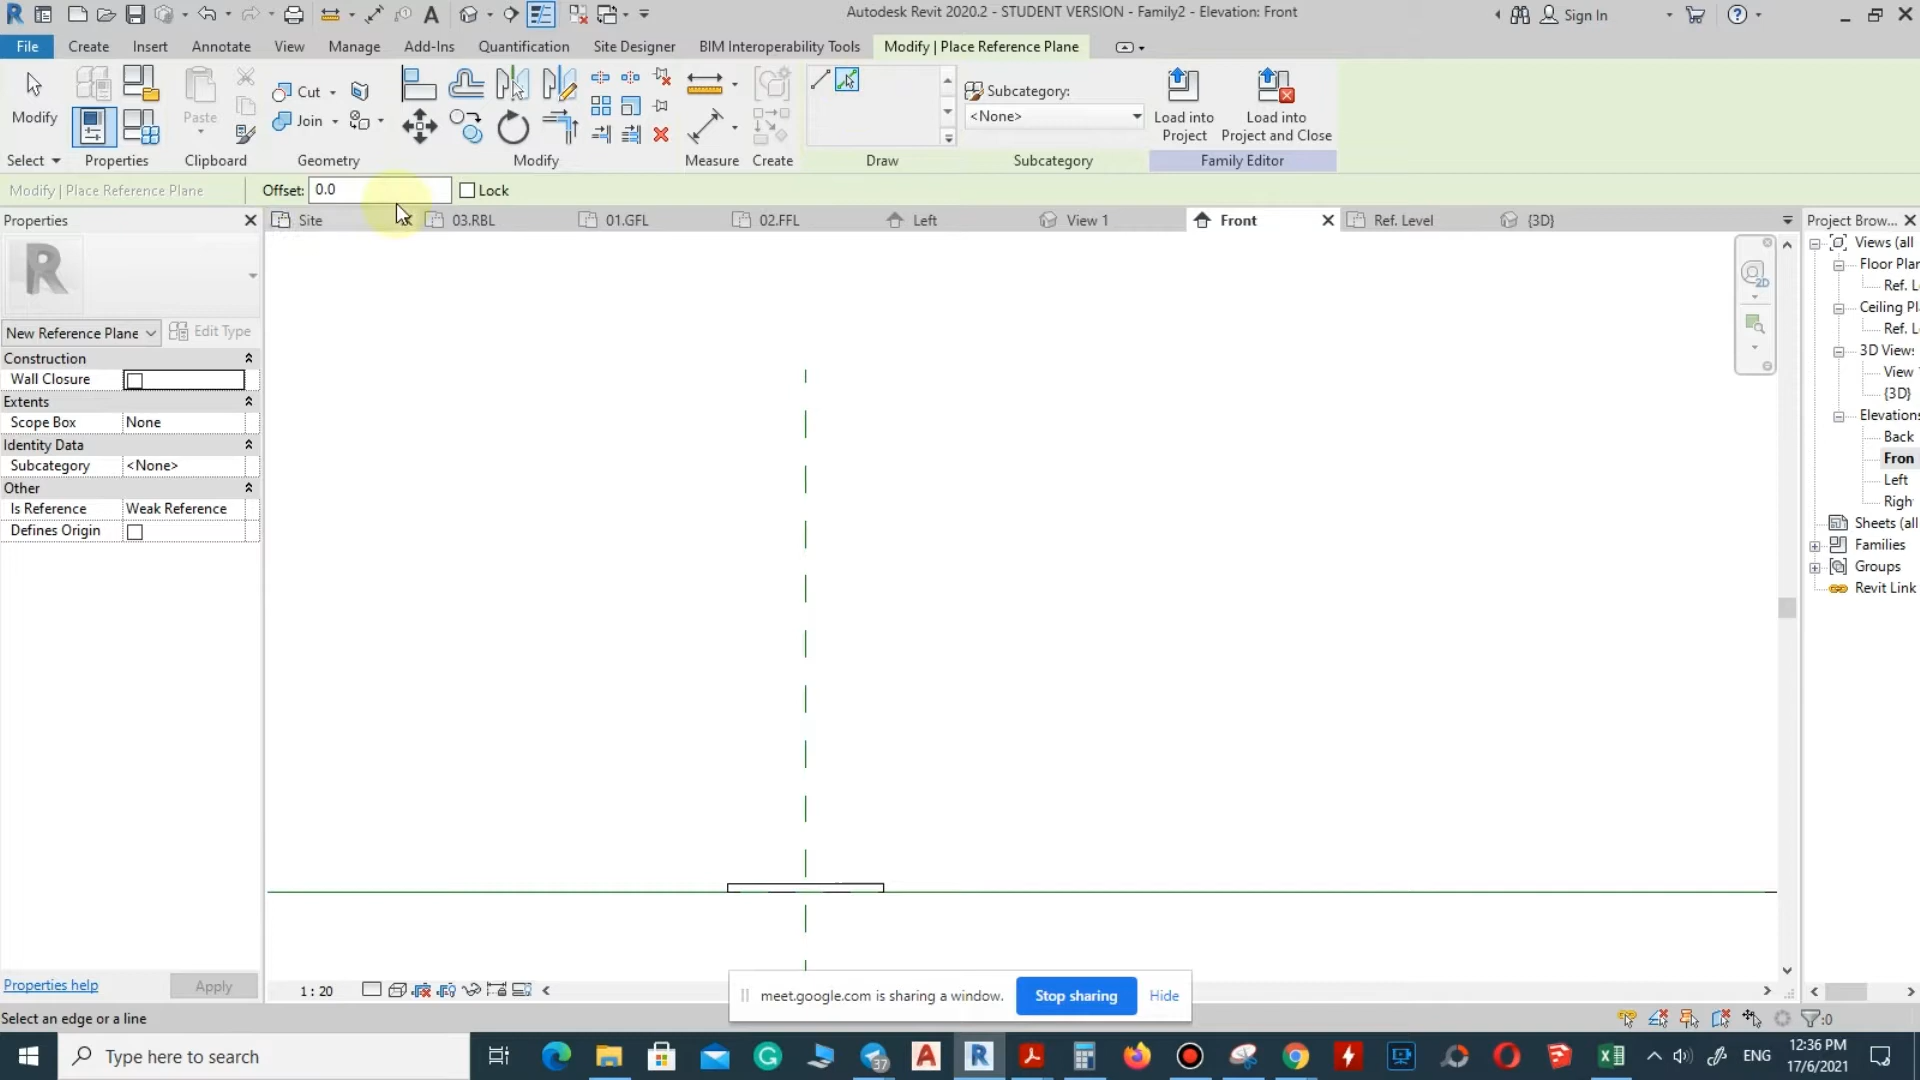 Autodesk Revit 2020.2 - STUDENT VERSION - Family2 - Elevation: Front
Sign In
File Create Insert Annotate View Manage Add-Ins Quantification Site Designer BIM Interoperability Tools Modify | Place Reference Plane
Modify
Paste
Cut
Join
Subcategory:
<None>
Load into
Project
Load into
Project and Close
Select Properties Clipboard Geometry Modify Measure Create Draw Subcategory Family Editor
Modify | Place Reference Plane
Offset: 0.0
Lock
Properties
Site 03.RBL 01.GFL 02.FFL Left View 1 Front Ref. Level {3D}
New Reference Plane
Edit Type
Construction
Wall Closure
Extents
Scope Box None
Identity Data
Subcategory <None>
Other
Is Reference Weak Reference
Defines Origin
Properties help
Apply
Project Brow...
Views (all
Floor Plar
Ref. L
Ceiling Pl
Ref. L
3D Views
View
{3D}
Elevations
Back
Fron
Left
Righ
Sheets (all
Families
Groups
Revit Link
2D
1 : 20
meet.google.com is sharing a window.
Stop sharing
Hide
Select an edge or a line
:0
Type here to search
37
ENG
12:36 PM
17/6/2021